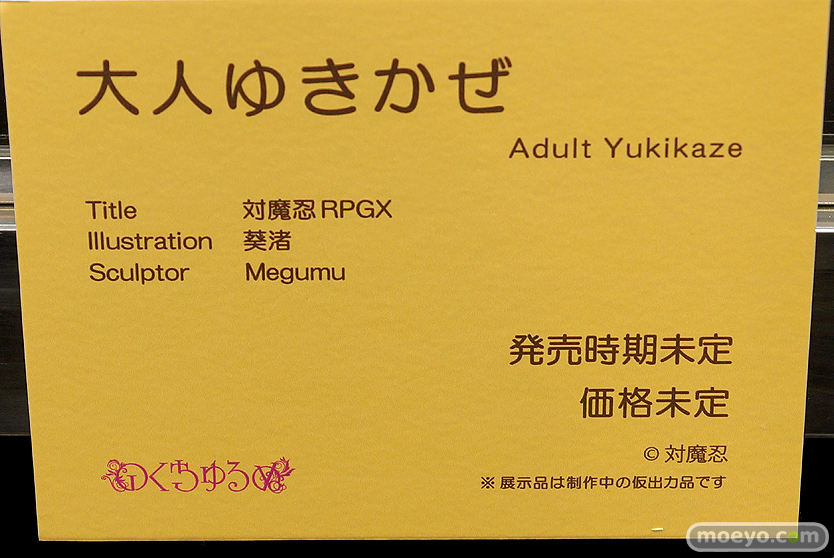 大人ゆきかぜ
Adult Yukikaze
Title 対魔忍RPGX
Illustration 葵渚
Sculptor Megumu
発売時期未定
価格未定
© 対魔忍
※展示品は制作中の仮出力品です
moeyo.com